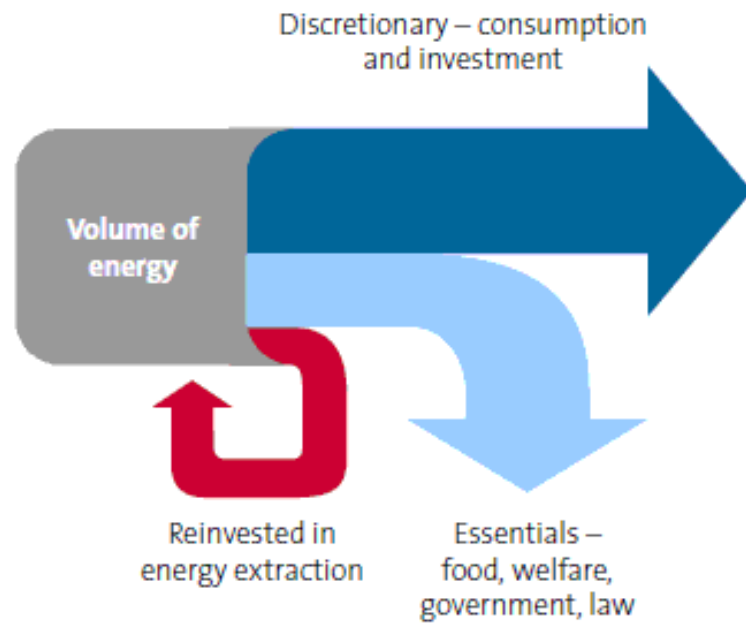 Discretionary – consumption
and investment
Volume of
energy
Reinvested in
energy extraction
Essentials –
food, welfare,
government, law